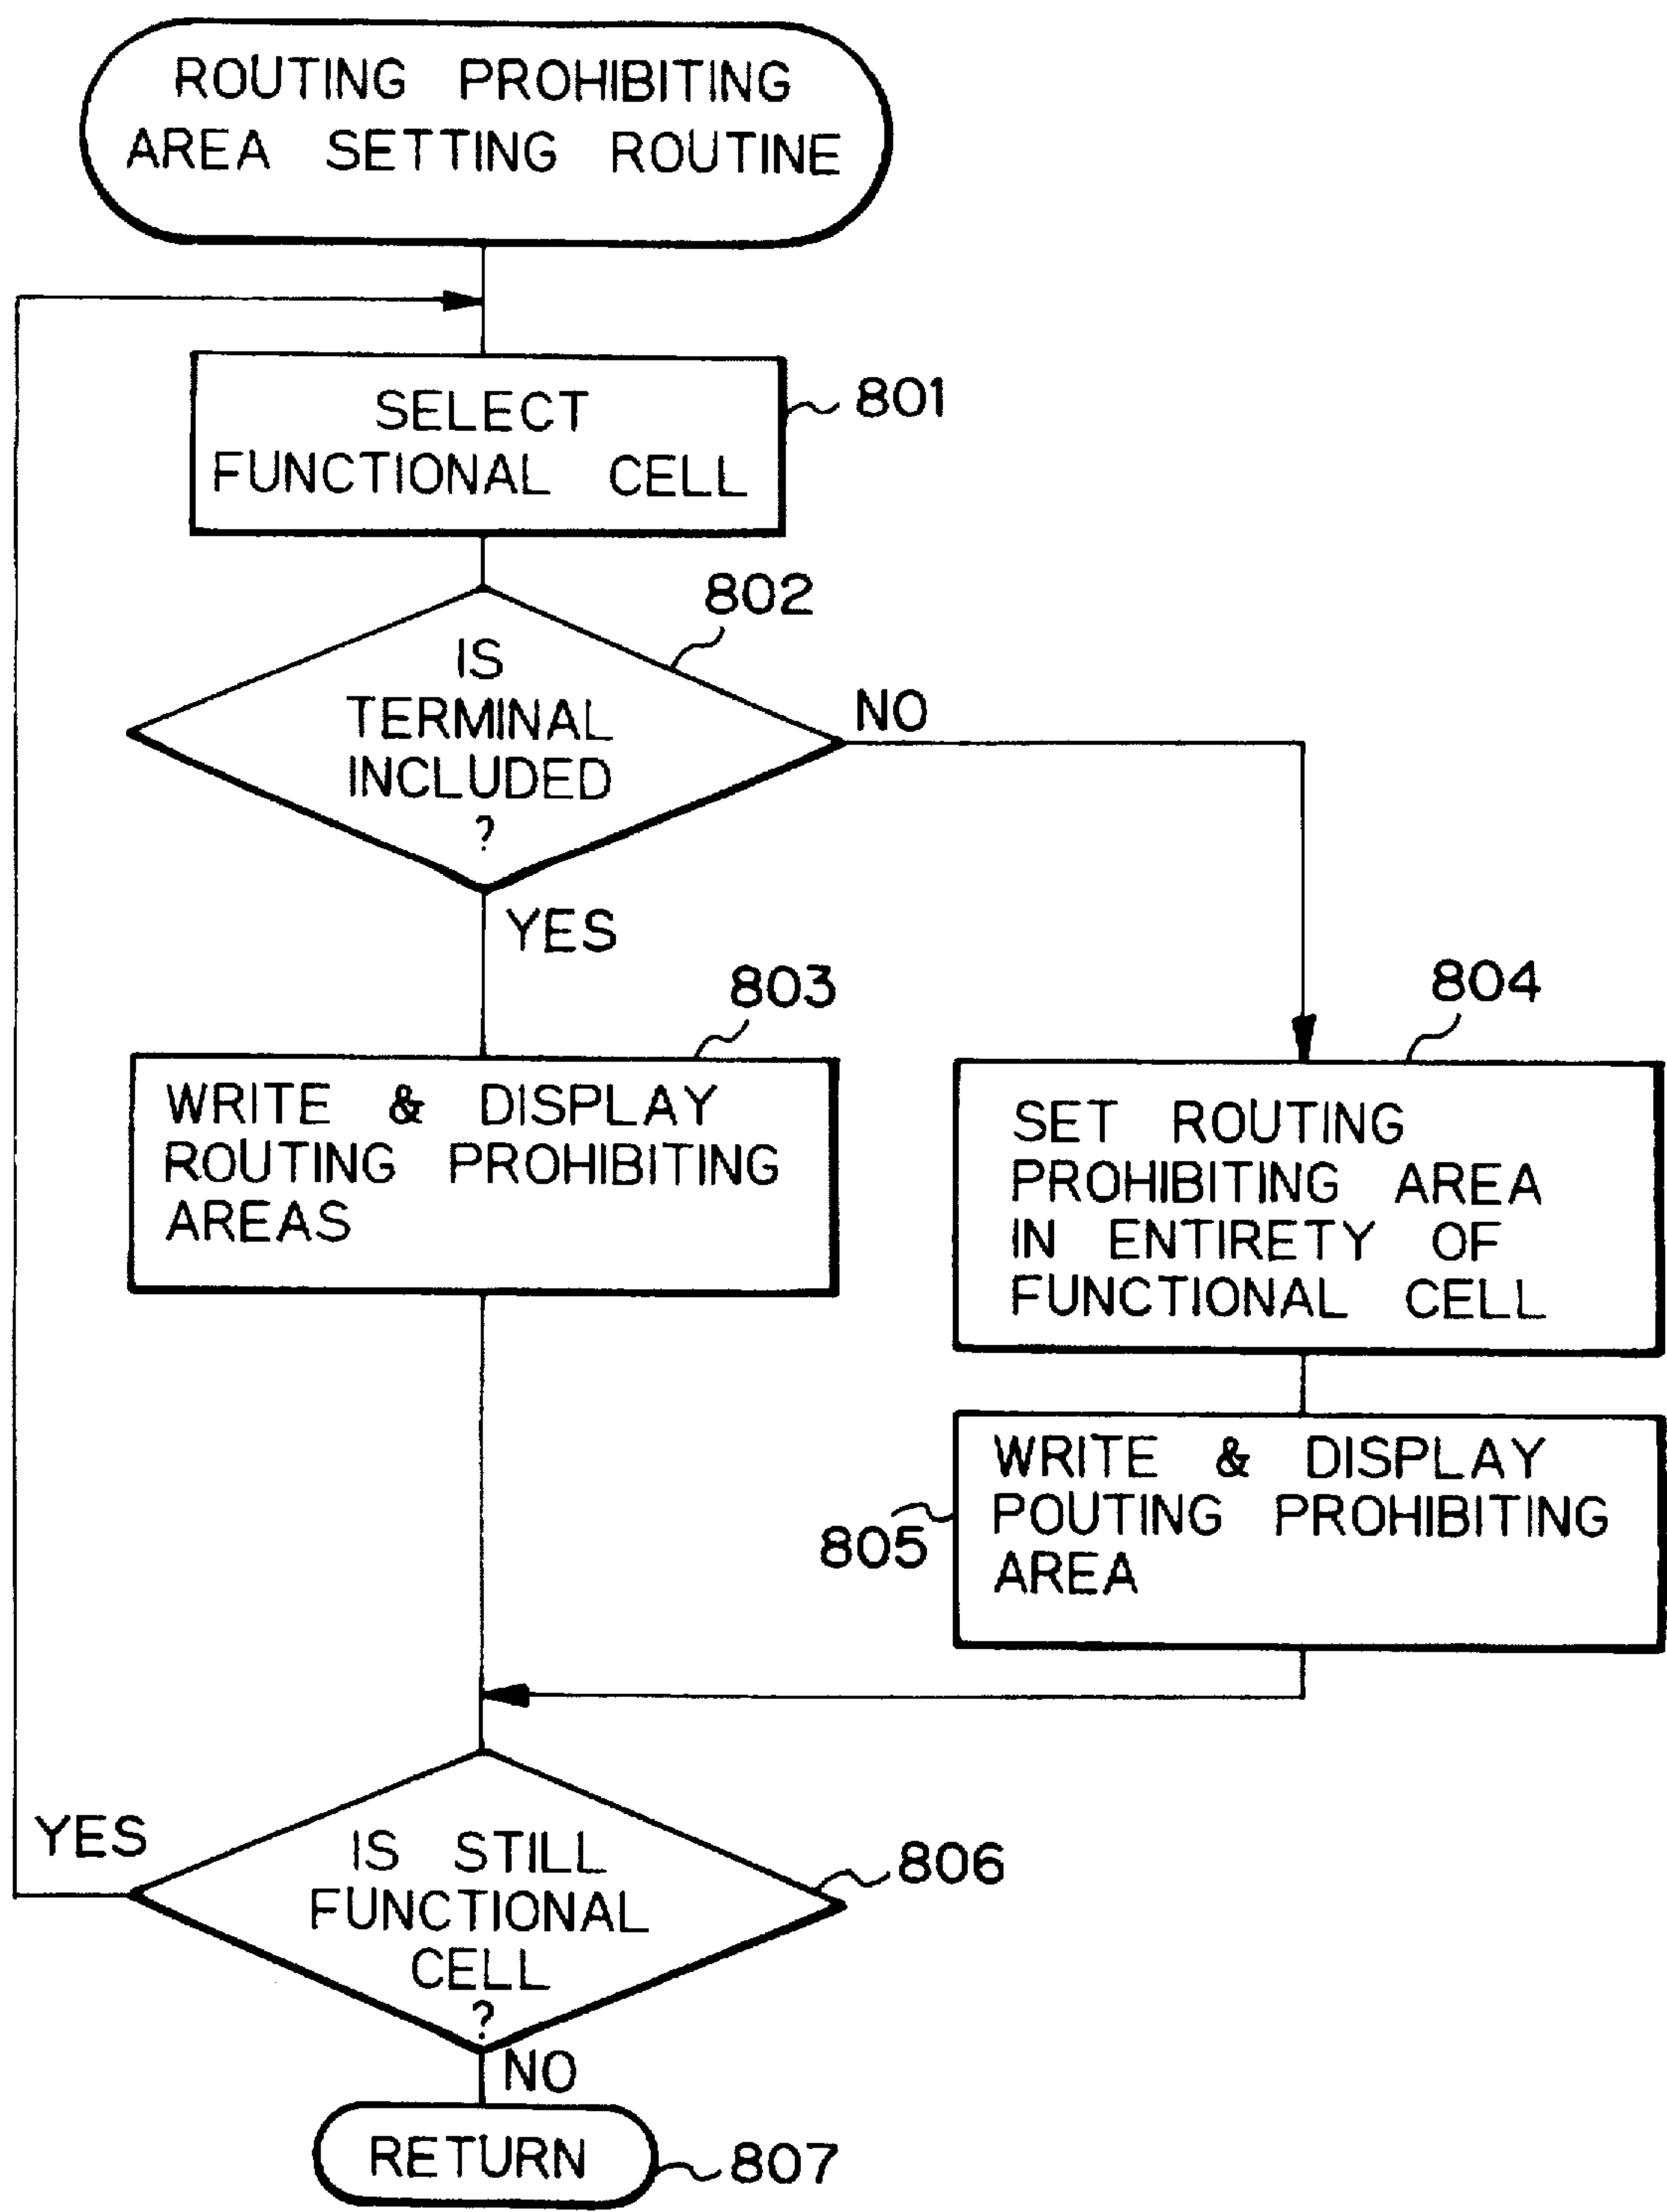 ROUTING PROHIBITING
AREA SETTING ROUTINE
SELECT
FUNCTIONAL CELL
801
802
IS
TERMINAL
INCLUDED
?
NO
YES
803
WRITE & DISPLAY
ROUTING PROHIBITING
AREAS
804
SET ROUTING
PROHIBITING AREA
IN ENTIRETY OF
FUNCTIONAL CELL
805
WRITE & DISPLAY
POUTING PROHIBITING
AREA
YES
IS STILL
FUNCTIONAL
CELL
?
806
NO
RETURN
807